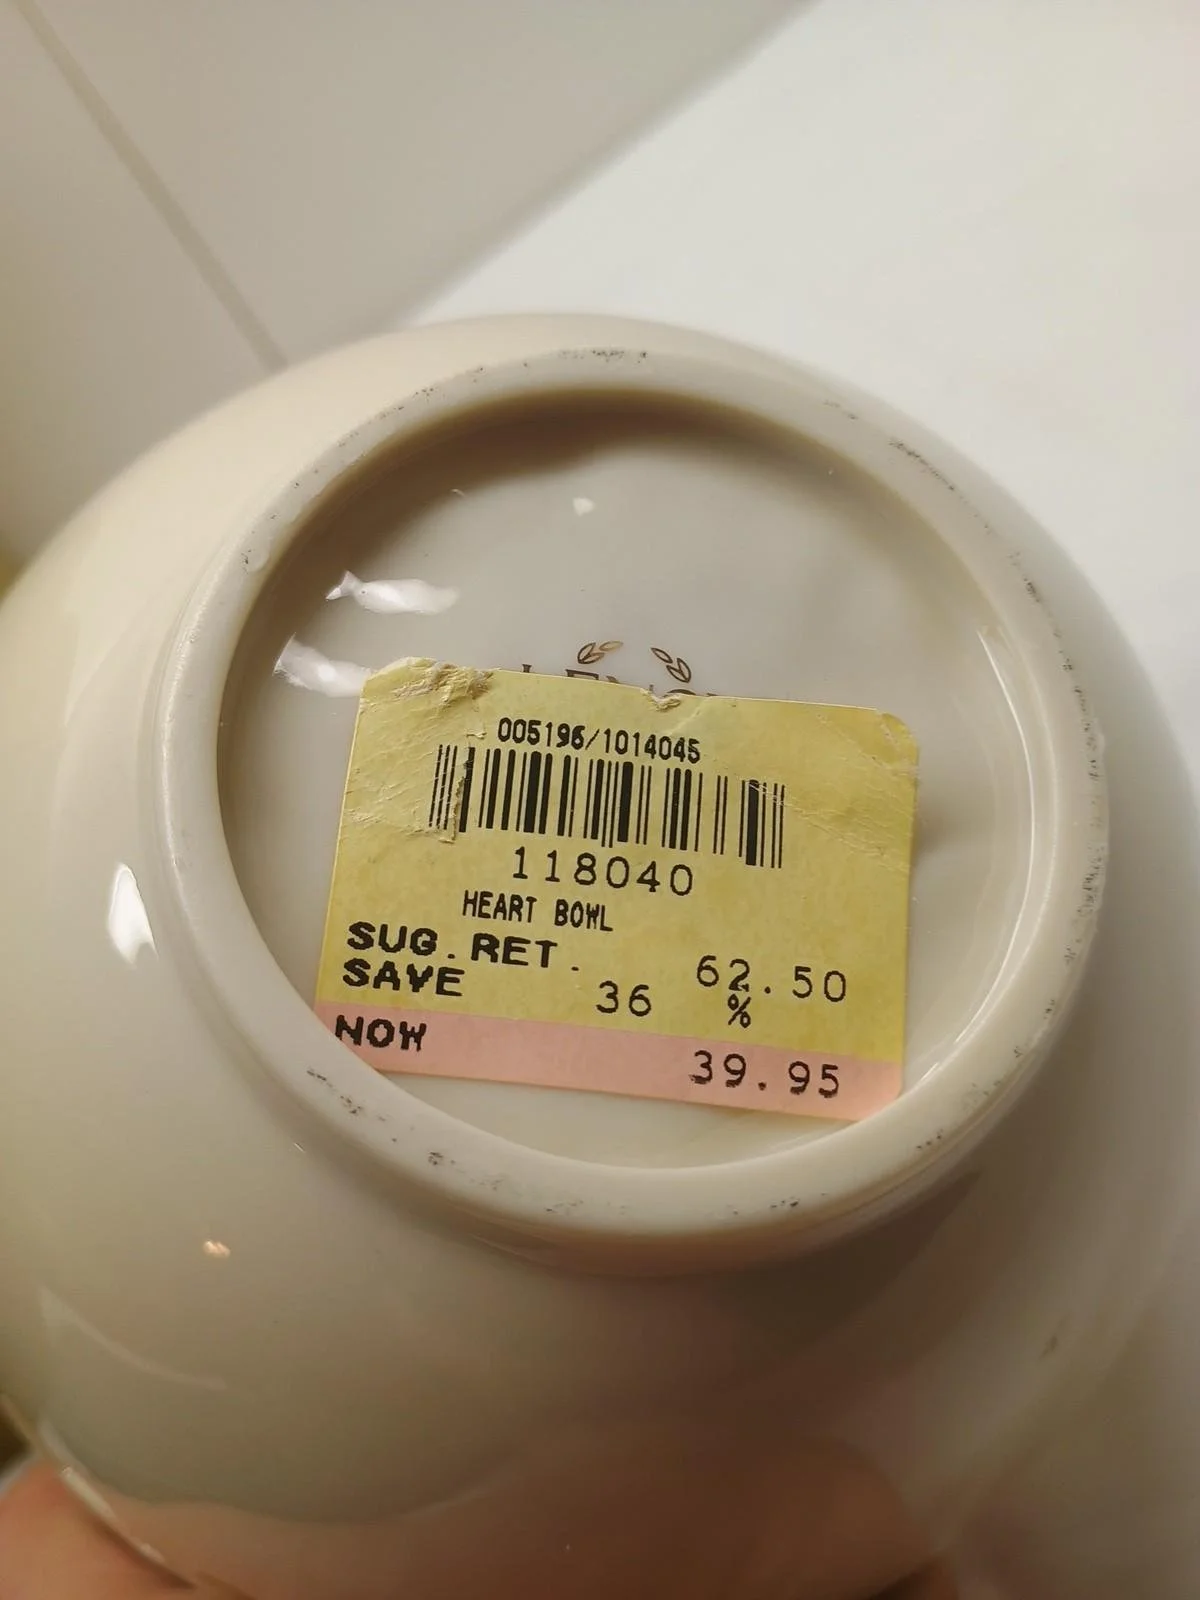 005196/1014045
118040
HEART BOWL
SUG. RET. 62.50
SAVE 36 %
NOW 39.95